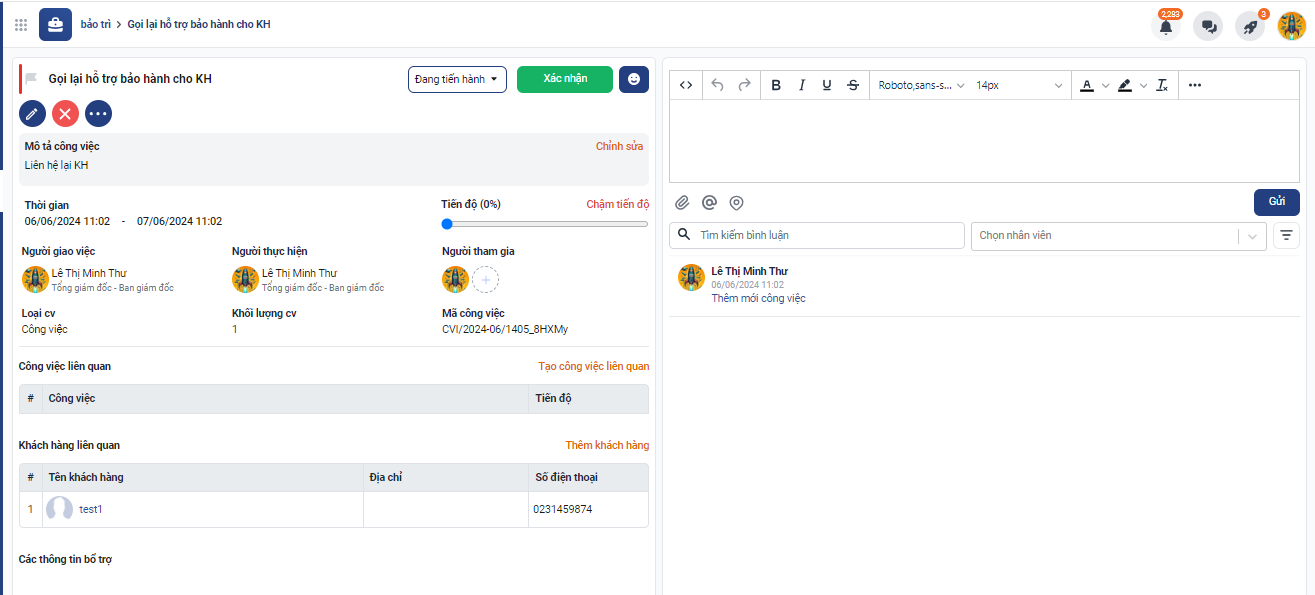 bảo trì > Gọi lại hỗ trợ bảo hành cho KH
2,283
3
Gọi lại hỗ trợ bảo hành cho KH
Đang tiến hành
Xác nhận
Mô tả công việc
Chỉnh sửa
Liên hệ lại KH
Thời gian
06/06/2024 11:02 - 07/06/2024 11:02
Tiến độ (0%)
Chậm tiến độ
Người giao việc
Người thực hiện
Người tham gia
Lê Thị Minh Thư
Tổng giám đốc - Ban giám đốc
Lê Thị Minh Thư
Tổng giám đốc - Ban giám đốc
Loại cv
Khối lượng cv
Mã công việc
Công việc
1
CVI/2024-06/1405_8HXMy
Công việc liên quan
Tạo công việc liên quan
# Công việc Tiến độ
Khách hàng liên quan
Thêm khách hàng
# Tên khách hàng Địa chỉ Số điện thoại
1 test1 0231459874
Các thông tin bổ trợ
B I U S Roboto,sans-s... 14px A
Gửi
Tìm kiếm bình luận
Chọn nhân viên
Lê Thị Minh Thư
06/06/2024 11:02
Thêm mới công việc